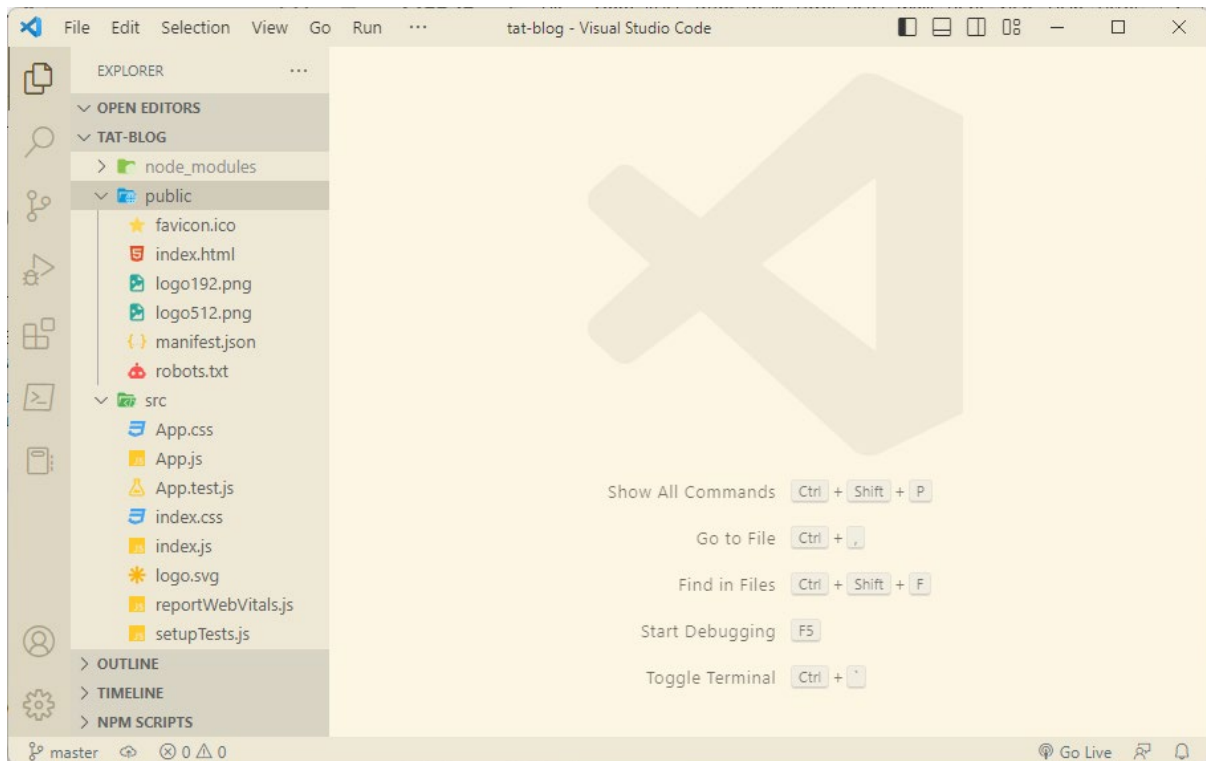 File Edit Selection View Go Run ··· tat-blog - Visual Studio Code
EXPLORER ···
OPEN EDITORS
TAT-BLOG
node_modules
public
favicon.ico
index.html
logo192.png
logo512.png
manifest.json
robots.txt
src
App.css
App.js
App.test.js
index.css
index.js
logo.svg
reportWebVitals.js
setupTests.js
OUTLINE
TIMELINE
NPM SCRIPTS
Show All Commands Ctrl + Shift + P
Go to File Ctrl + ,
Find in Files Ctrl + Shift + F
Start Debugging F5
Toggle Terminal Ctrl + `
master 0 0 Go Live